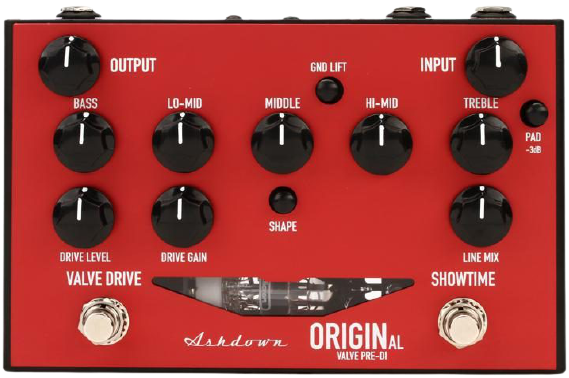 OUTPUT
GND LIFT
INPUT
BASS
LO-MID
MIDDLE
HI-MID
TREBLE
PAD
-3dB
SHAPE
DRIVE LEVEL
DRIVE GAIN
LINE MIX
VALVE DRIVE
SHOWTIME
Ashdown
ORIGINAL
VALVE PRE-DI